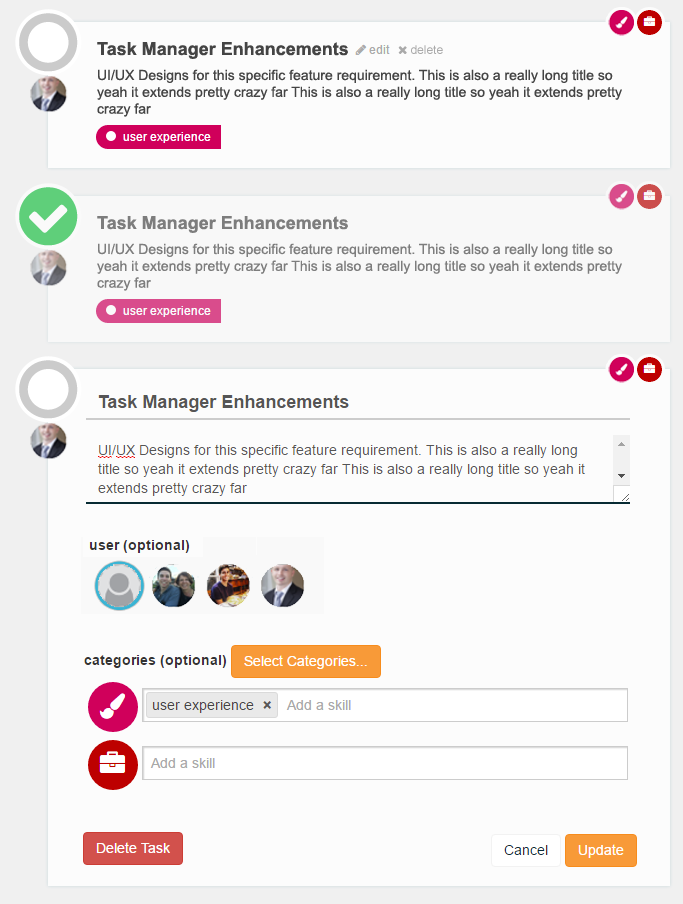 Task Manager Enhancements edit delete
UI/UX Designs for this specific feature requirement. This is also a really long title so
yeah it extends pretty crazy far This is also a really long title so yeah it extends pretty
crazy far
user experience
Task Manager Enhancements
UI/UX Designs for this specific feature requirement. This is also a really long title so
yeah it extends pretty crazy far This is also a really long title so yeah it extends pretty
crazy far
user experience
Task Manager Enhancements
UI/UX Designs for this specific feature requirement. This is also a really long
title so yeah it extends pretty crazy far This is also a really long title so yeah it
extends pretty crazy far
user (optional)
categories (optional) Select Categories...
user experience × Add a skill
Add a skill
Delete Task Cancel Update